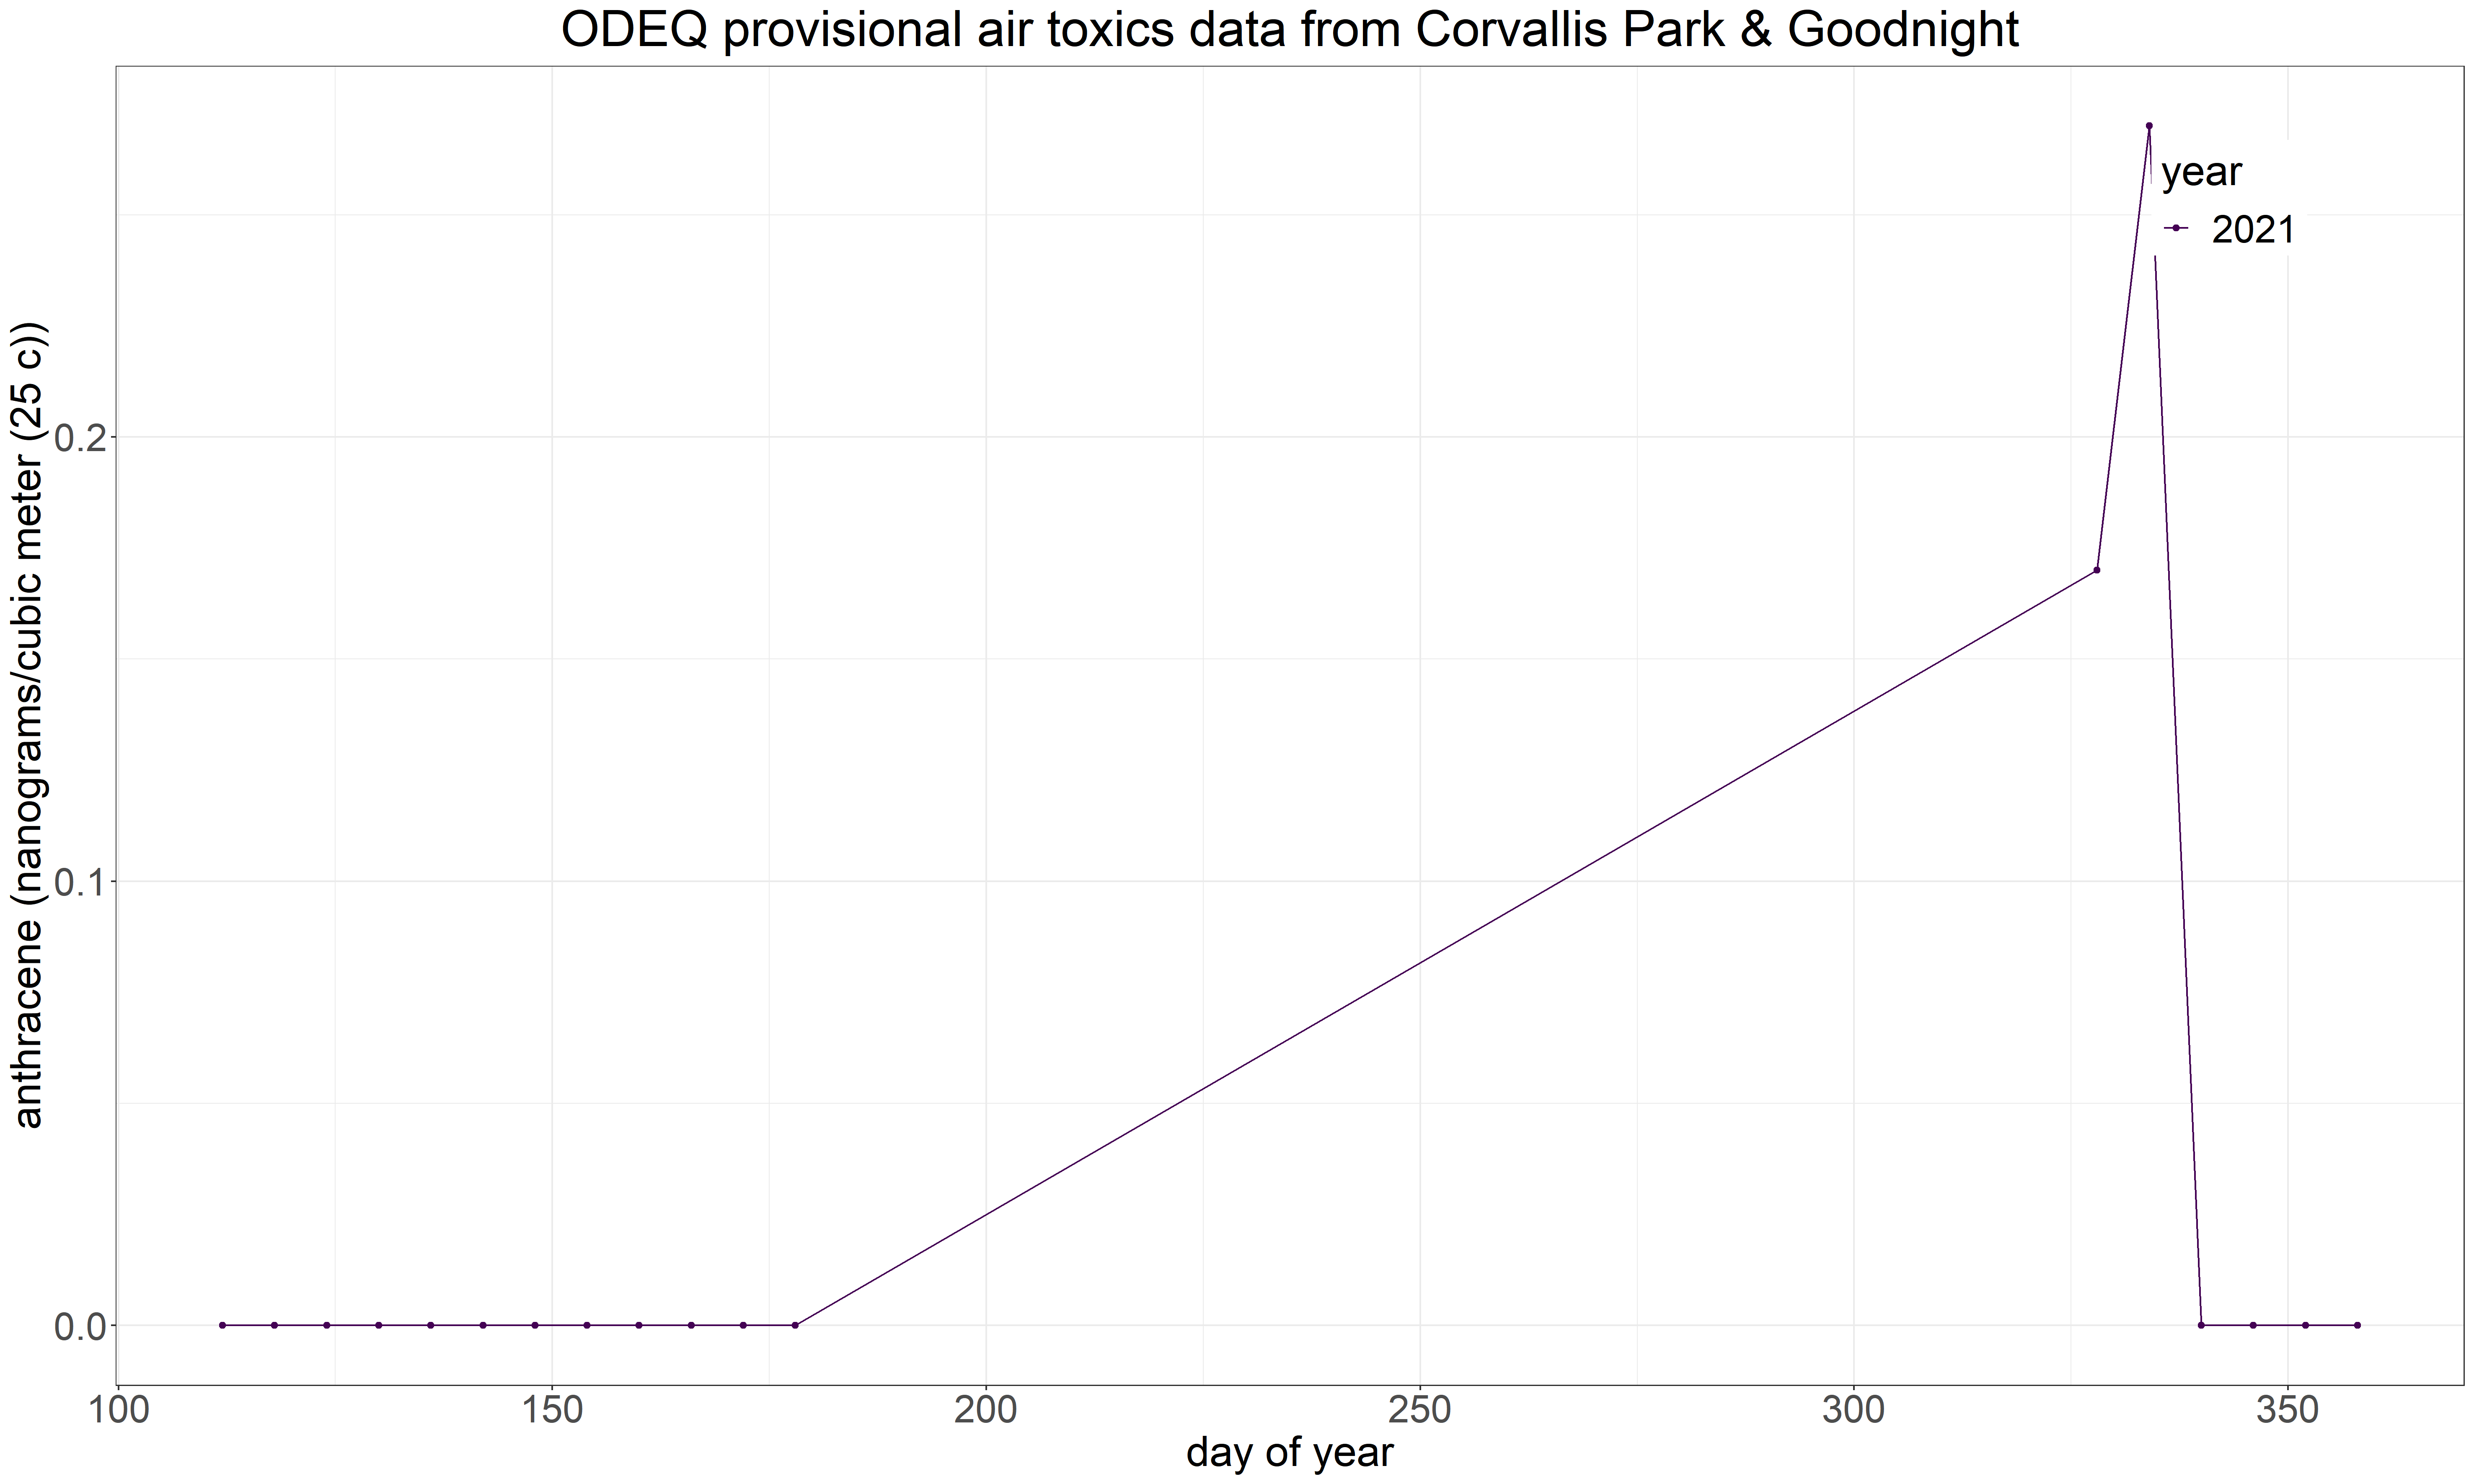 ODEQ provisional air toxics data from Corvallis Park & Goodnight
anthracene (nanograms/cubic meter (25 c))
0.2
0.1
0.0
year
2021
100 150 200 250 300 350
day of year